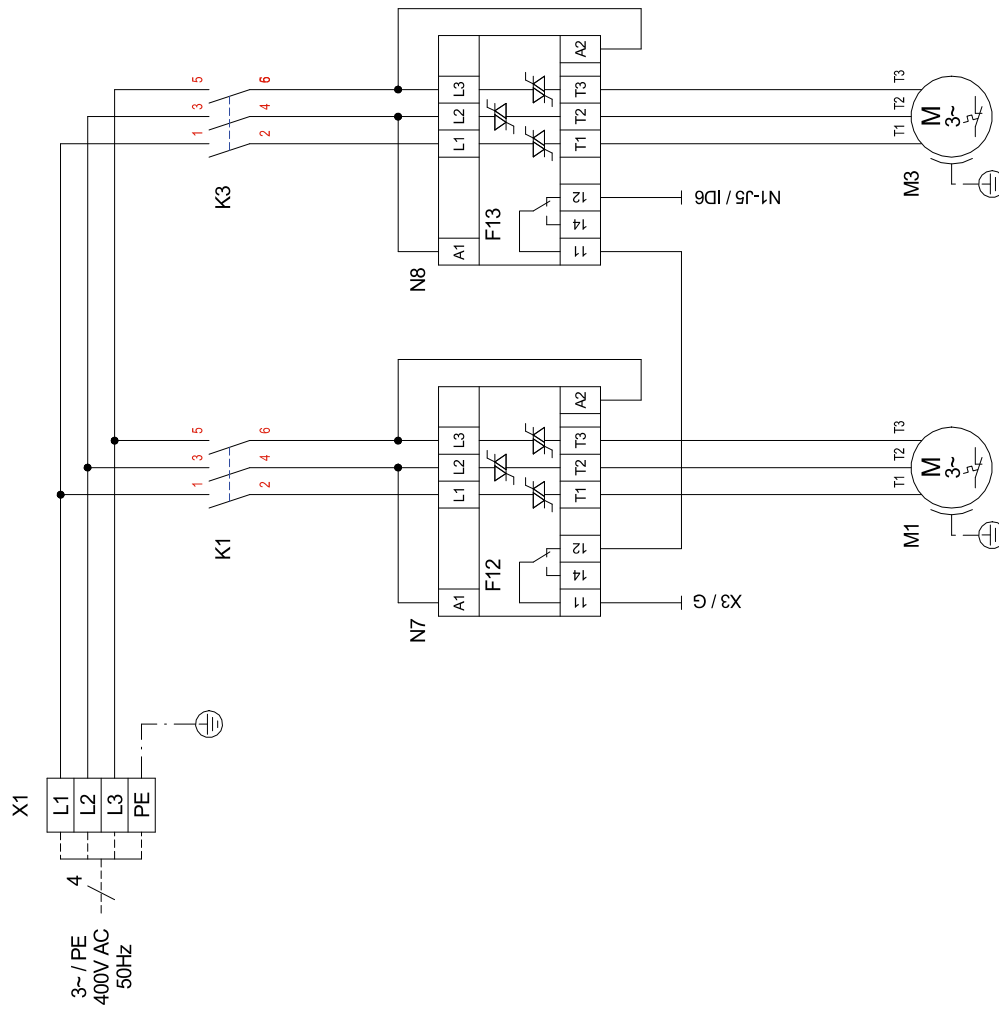 5
3
1
6
4
2
K3
A2
L3
L2
L1
A1
N8
F13
T3
T2
T1
12
14
11
N1-J5 / ID6
T3
T2
T1
M
3~
M3
5
3
1
6
4
2
K1
A2
L3
L2
L1
A1
N7
F12
T3
T2
T1
12
14
11
X3 / G
T3
T2
T1
M
3~
M1
X1
L1
L2
L3
PE
4
3~ / PE
400V AC
50Hz